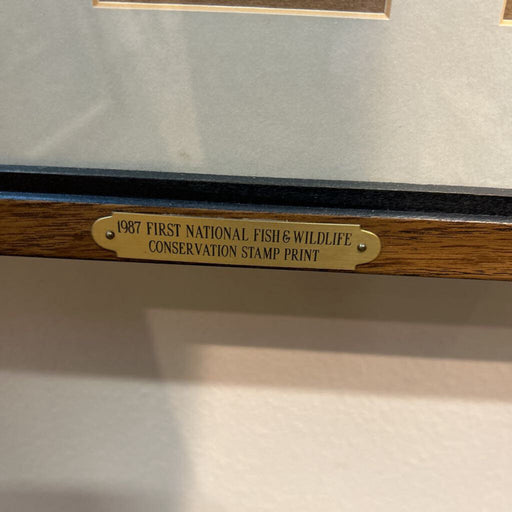 1987 FIRST NATIONAL FISH & WILDLIFE
CONSERVATION STAMP PRINT